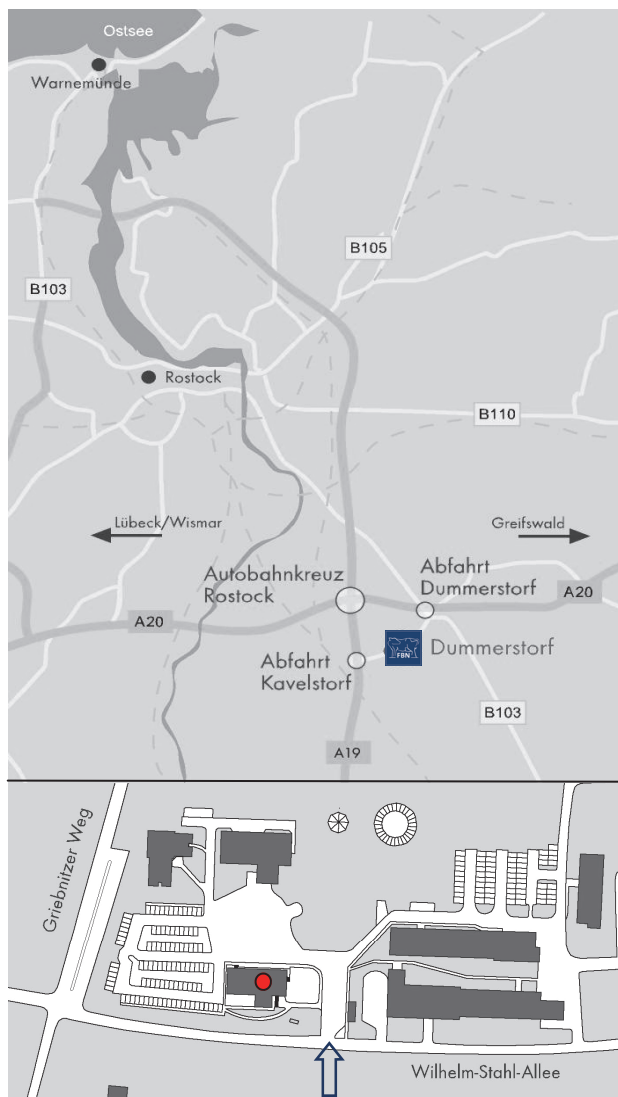 Ostsee
Warnemünde
B105
B103
Rostock
B110
Lübeck/Wismar
Greifswald
Autobahnkreuz
Rostock
Abfahrt
Dummerstorf
A20
A20
FBN
Dummerstorf
Abfahrt
Kavelstorf
B103
A19
Griebnitzer Weg
Wilhelm-Stahl-Allee